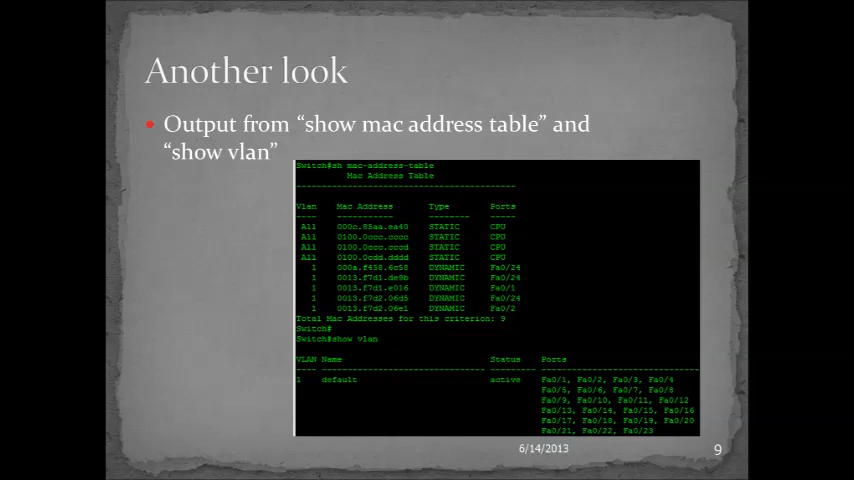 Another look
Output from “show mac address table” and
“show vlan”
Switch#sh mac-address-table
Mac Address Table
-------------------------------------------
Vlan Mac Address Type Ports
---- ----------- -------- -----
All 000c.85aa.ea40 STATIC CPU
All 0100.0ccc.cccc STATIC CPU
All 0100.0ccc.cccd STATIC CPU
All 0100.0cdd.dddd STATIC CPU
1 000a.f458.6c58 DYNAMIC Fa0/24
1 0013.f7d1.de9b DYNAMIC Fa0/24
1 0013.f7d1.e016 DYNAMIC Fa0/1
1 0013.f7d2.06d5 DYNAMIC Fa0/24
1 0013.f7d2.06e1 DYNAMIC Fa0/2
Total Mac Addresses for this criterion: 9
Switch#
Switch#show vlan
VLAN Name Status Ports
---- -------------------------------- --------- -------------------------------
1 default active Fa0/1, Fa0/2, Fa0/3, Fa0/4
Fa0/5, Fa0/6, Fa0/7, Fa0/8
Fa0/9, Fa0/10, Fa0/11, Fa0/12
Fa0/13, Fa0/14, Fa0/15, Fa0/16
Fa0/17, Fa0/18, Fa0/19, Fa0/20
Fa0/21, Fa0/22, Fa0/23
6/14/2013 9